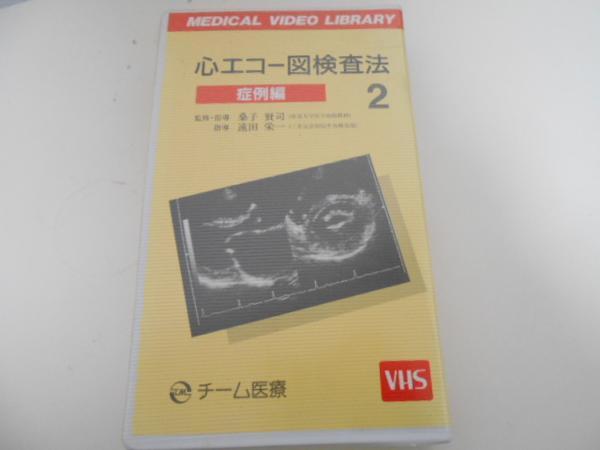 MEDICAL VIDEO LIBRARY
心エコー図検査法
症例編
2
監修・指導 桑子 賢司
指導 遠田 栄一
チーム医療
VHS